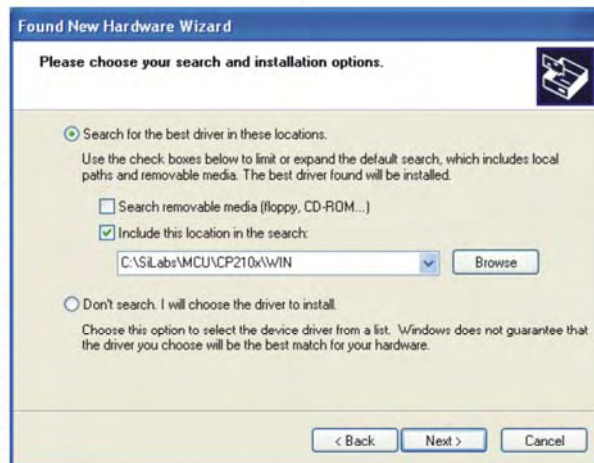 Found New Hardware Wizard
Please choose your search and installation options.
Search for the best driver in these locations.
Use the check boxes below to limit or expand the default search, which includes local
paths and removable media. The best driver found will be installed.
Search removable media (floppy, CD-ROM...)
Include this location in the search:
C:\SiLabs\MCU\CP210x\WIN
Browse
Don't search. I will choose the driver to install.
Choose this option to select the device driver from a list. Windows does not guarantee that
the driver you choose will be the best match for your hardware.
< Back Next > Cancel